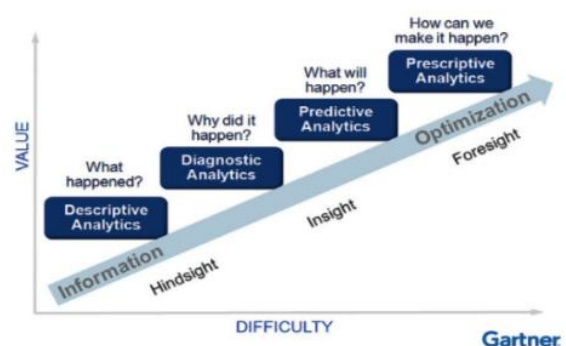 How can we
make it happen?
Prescriptive
Analytics
What will
happen?
Predictive
Analytics
Why did it
happen?
Diagnostic
Analytics
What
happened?
Descriptive
Analytics
VALUE
Information
Optimization
Hindsight
Insight
Foresight
DIFFICULTY
Gartner